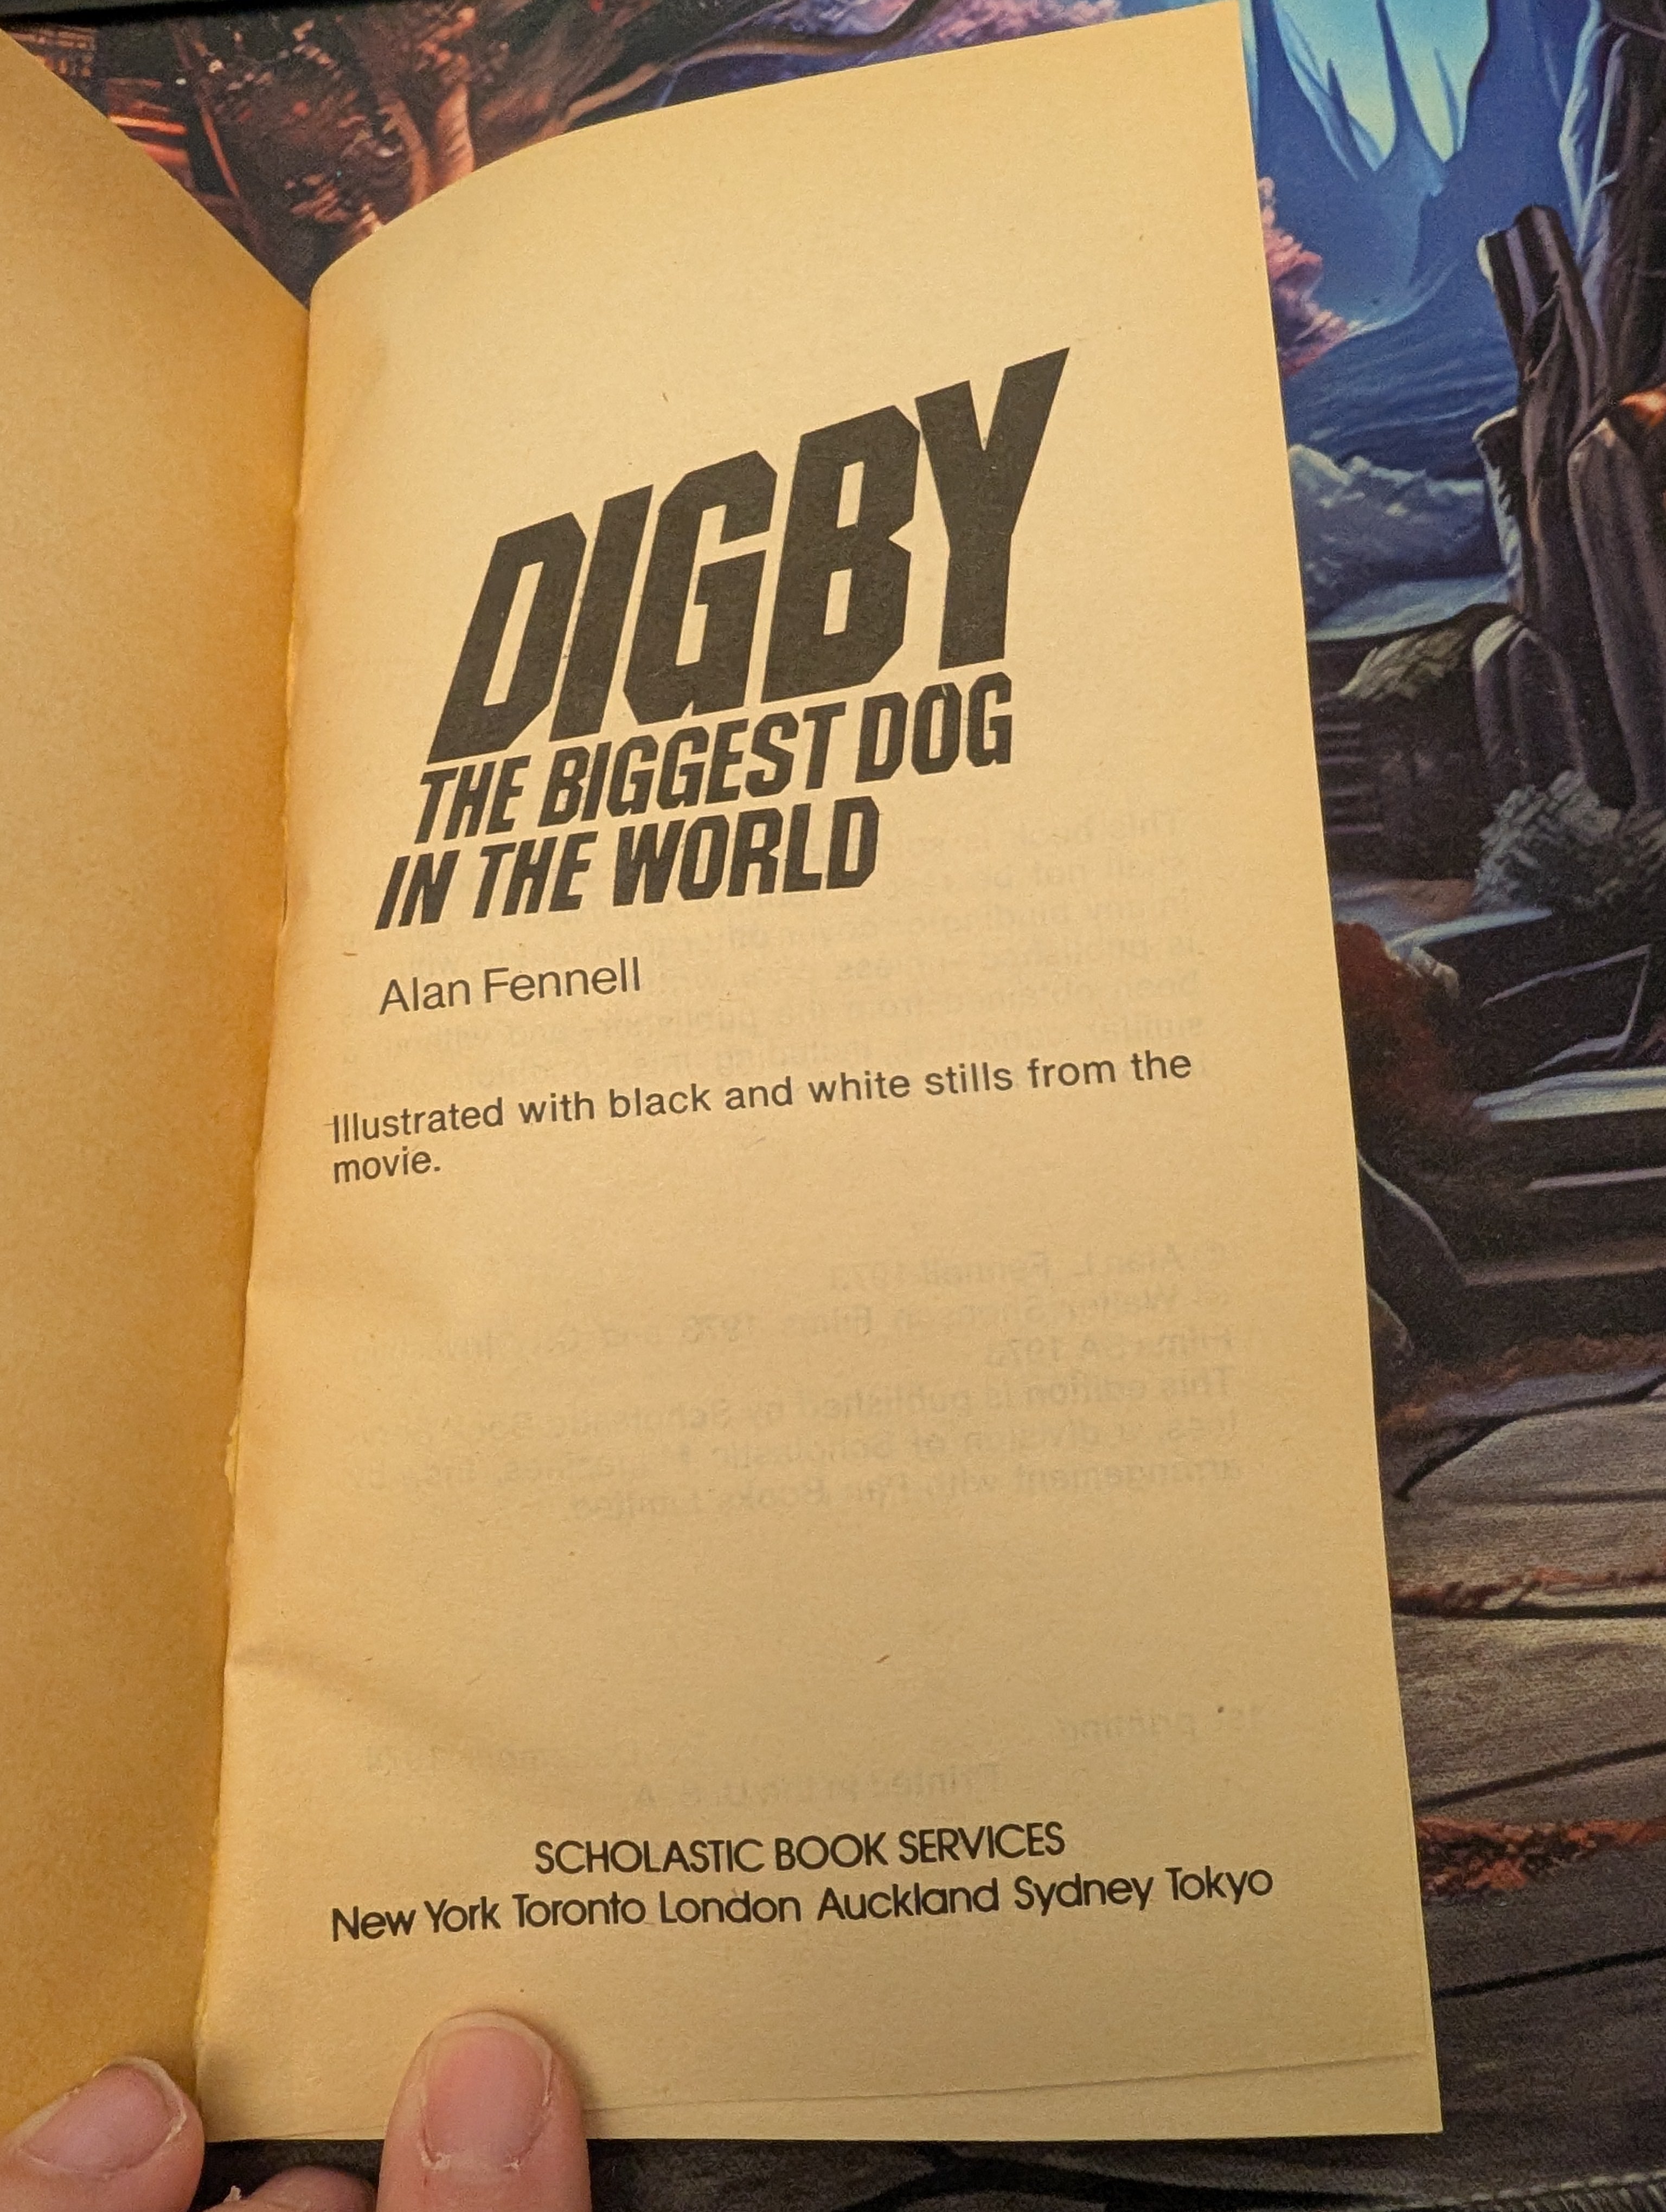 DIGBY
THE BIGGEST DOG
IN THE WORLD
Alan Fennell
Illustrated with black and white stills from the
movie.
SCHOLASTIC BOOK SERVICES
New York Toronto London Auckland Sydney Tokyo